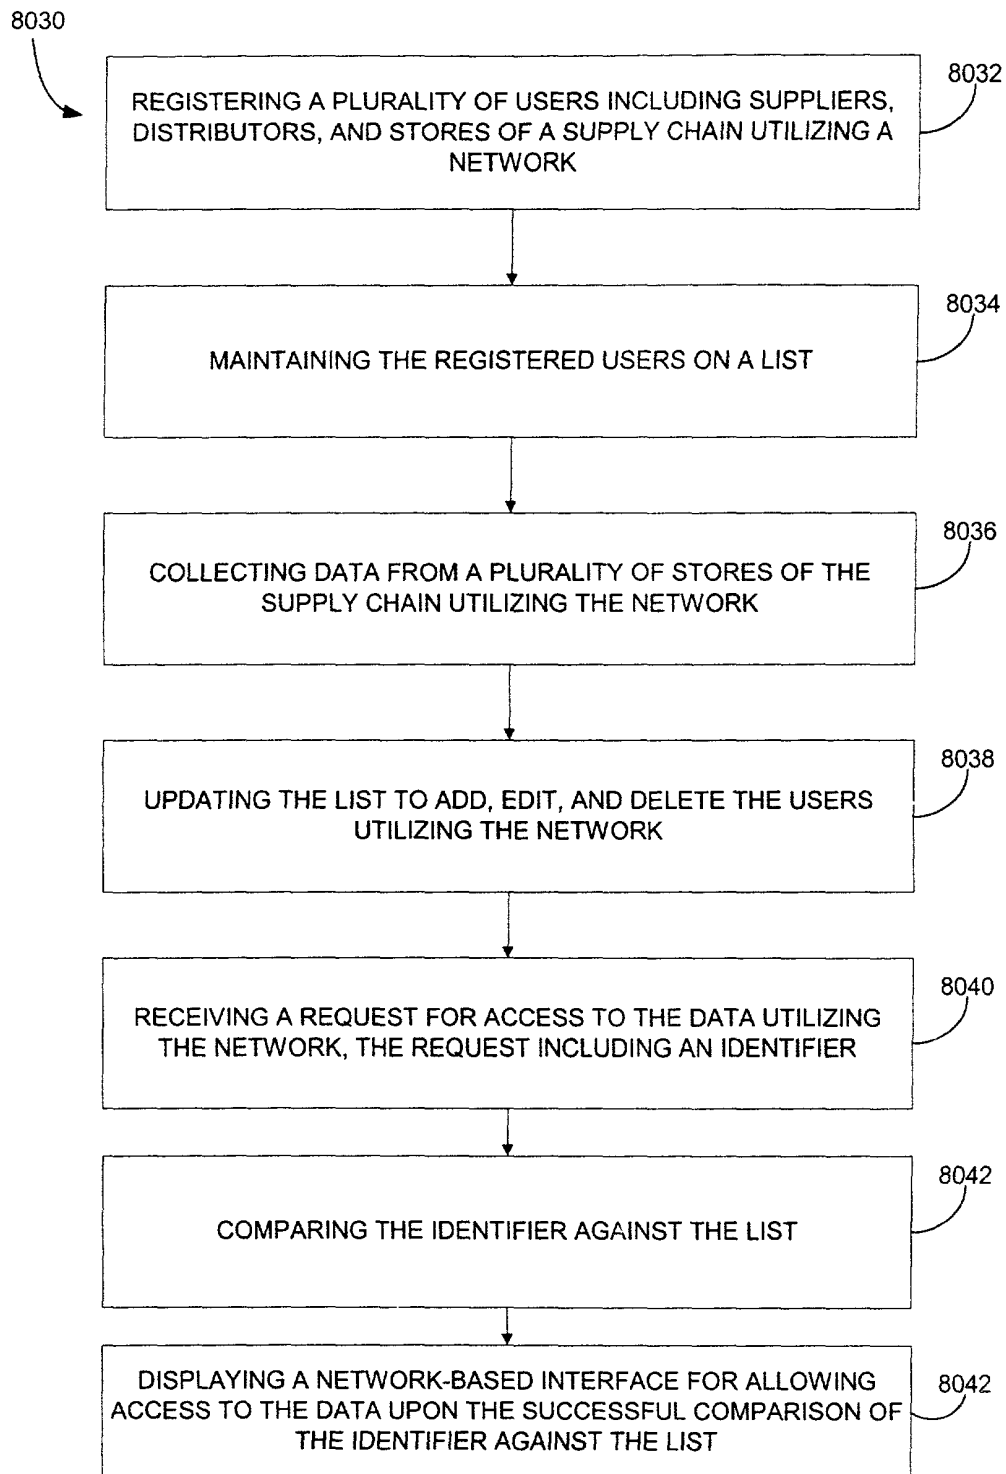 8030
8032
REGISTERING A PLURALITY OF USERS INCLUDING SUPPLIERS,
DISTRIBUTORS, AND STORES OF A SUPPLY CHAIN UTILIZING A
NETWORK
8034
MAINTAINING THE REGISTERED USERS ON A LIST
8036
COLLECTING DATA FROM A PLURALITY OF STORES OF THE
SUPPLY CHAIN UTILIZING THE NETWORK
8038
UPDATING THE LIST TO ADD, EDIT, AND DELETE THE USERS
UTILIZING THE NETWORK
8040
RECEIVING A REQUEST FOR ACCESS TO THE DATA UTILIZING
THE NETWORK, THE REQUEST INCLUDING AN IDENTIFIER
8042
COMPARING THE IDENTIFIER AGAINST THE LIST
8042
DISPLAYING A NETWORK-BASED INTERFACE FOR ALLOWING
ACCESS TO THE DATA UPON THE SUCCESSFUL COMPARISON OF
THE IDENTIFIER AGAINST THE LIST